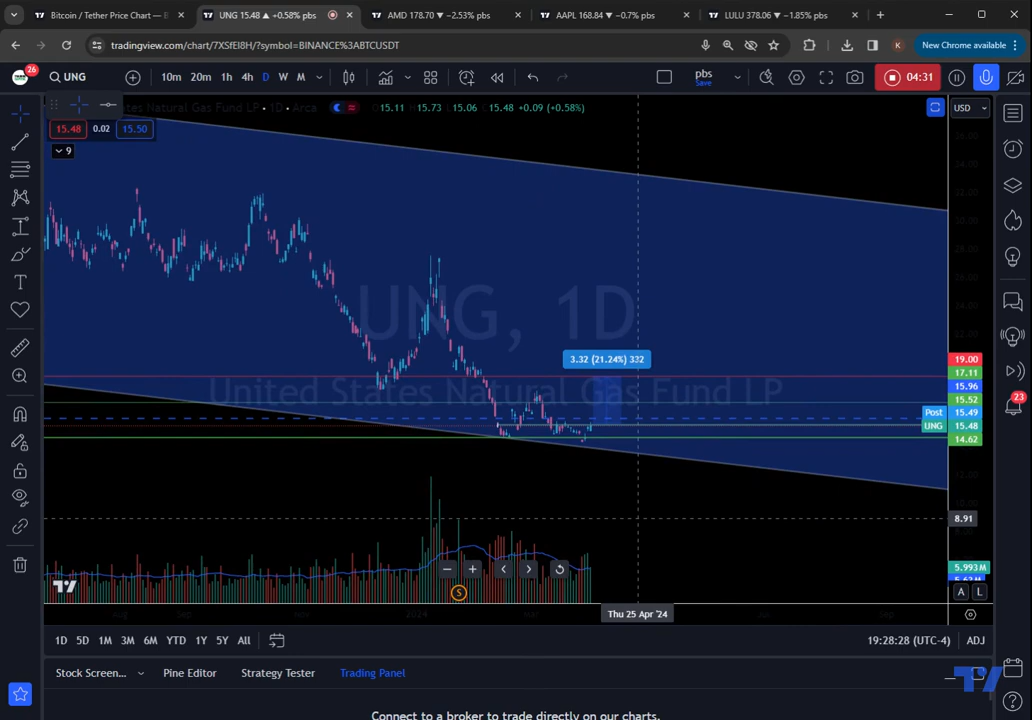 Bitcoin / Tether Price Chart — B
UNG 15.48 ▲ +0.58% pbs
AMD 178.70 ▼ −2.53% pbs
AAPL 168.84 ▼ −0.7% pbs
LULU 378.06 ▼ −1.85% pbs
tradingview.com/chart/7XSfEI8H/?symbol=BINANCE%3ABTCUSDT
K
New Chrome available
26
UNG
10m 20m 1h 4h D W M
pbs
Save
04:31
tes Natural Gas Fund LP • 1D • Arca
15.11 15.73 15.06 15.48 +0.09 (+0.58%)
USD
15.48 0.02 15.50
9
UNG, 1D
United States Natural Gas Fund LP
3.32 (21.24%) 332
19.00
17.11
15.96
15.52
Post 15.49
UNG 15.48
14.62
23
8.91
5.993M
S
A L
2024
Thu 25 Apr '24
1D 5D 1M 3M 6M YTD 1Y 5Y All
19:28:28 (UTC-4) ADJ
Stock Screen... Pine Editor Strategy Tester Trading Panel
Connect to a broker to trade directly on our charts.